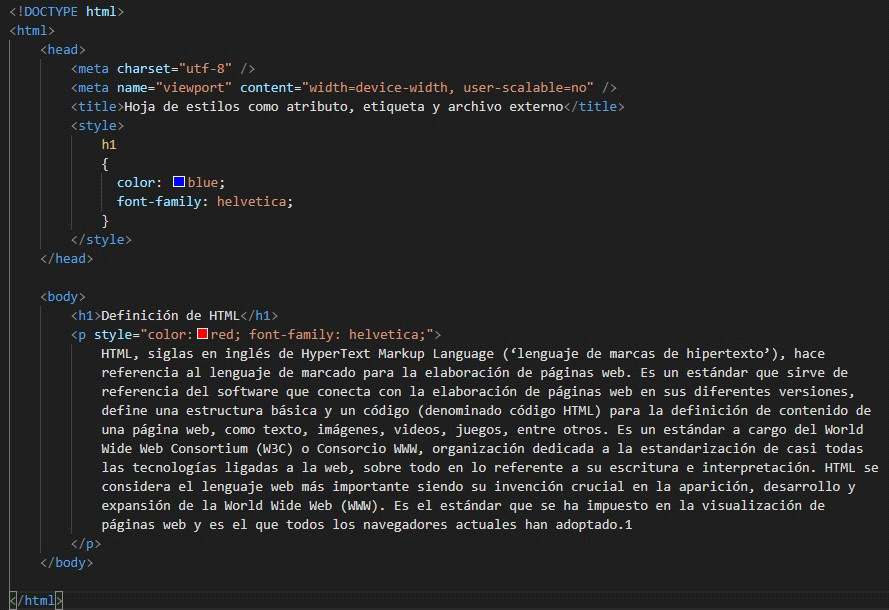 <!DOCTYPE html>
<html>
<head>
<meta charset="utf-8" />
<meta name="viewport" content="width=device-width, user-scalable=no" />
<title>Hoja de estilos como atributo, etiqueta y archivo externo</title>
<style>
h1
{
color: blue;
font-family: helvetica;
}
</style>
</head>
<body>
<h1>Definición de HTML</h1>
<p style="color: red; font-family: helvetica;">
HTML, siglas en inglés de HyperText Markup Language (‘lenguaje de marcas de hipertexto’), hace
referencia al lenguaje de marcado para la elaboración de páginas web. Es un estándar que sirve de
referencia del software que conecta con la elaboración de páginas web en sus diferentes versiones,
define una estructura básica y un código (denominado código HTML) para la definición de contenido de
una página web, como texto, imágenes, videos, juegos, entre otros. Es un estándar a cargo del World
Wide Web Consortium (W3C) o Consorcio WWW, organización dedicada a la estandarización de casi todas
las tecnologías ligadas a la web, sobre todo en lo referente a su escritura e interpretación. HTML se
considera el lenguaje web más importante siendo su invención crucial en la aparición, desarrollo y
expansión de la World Wide Web (WWW). Es el estándar que se ha impuesto en la visualización de
páginas web y es el que todos los navegadores actuales han adoptado.1
</p>
</body>
</html>